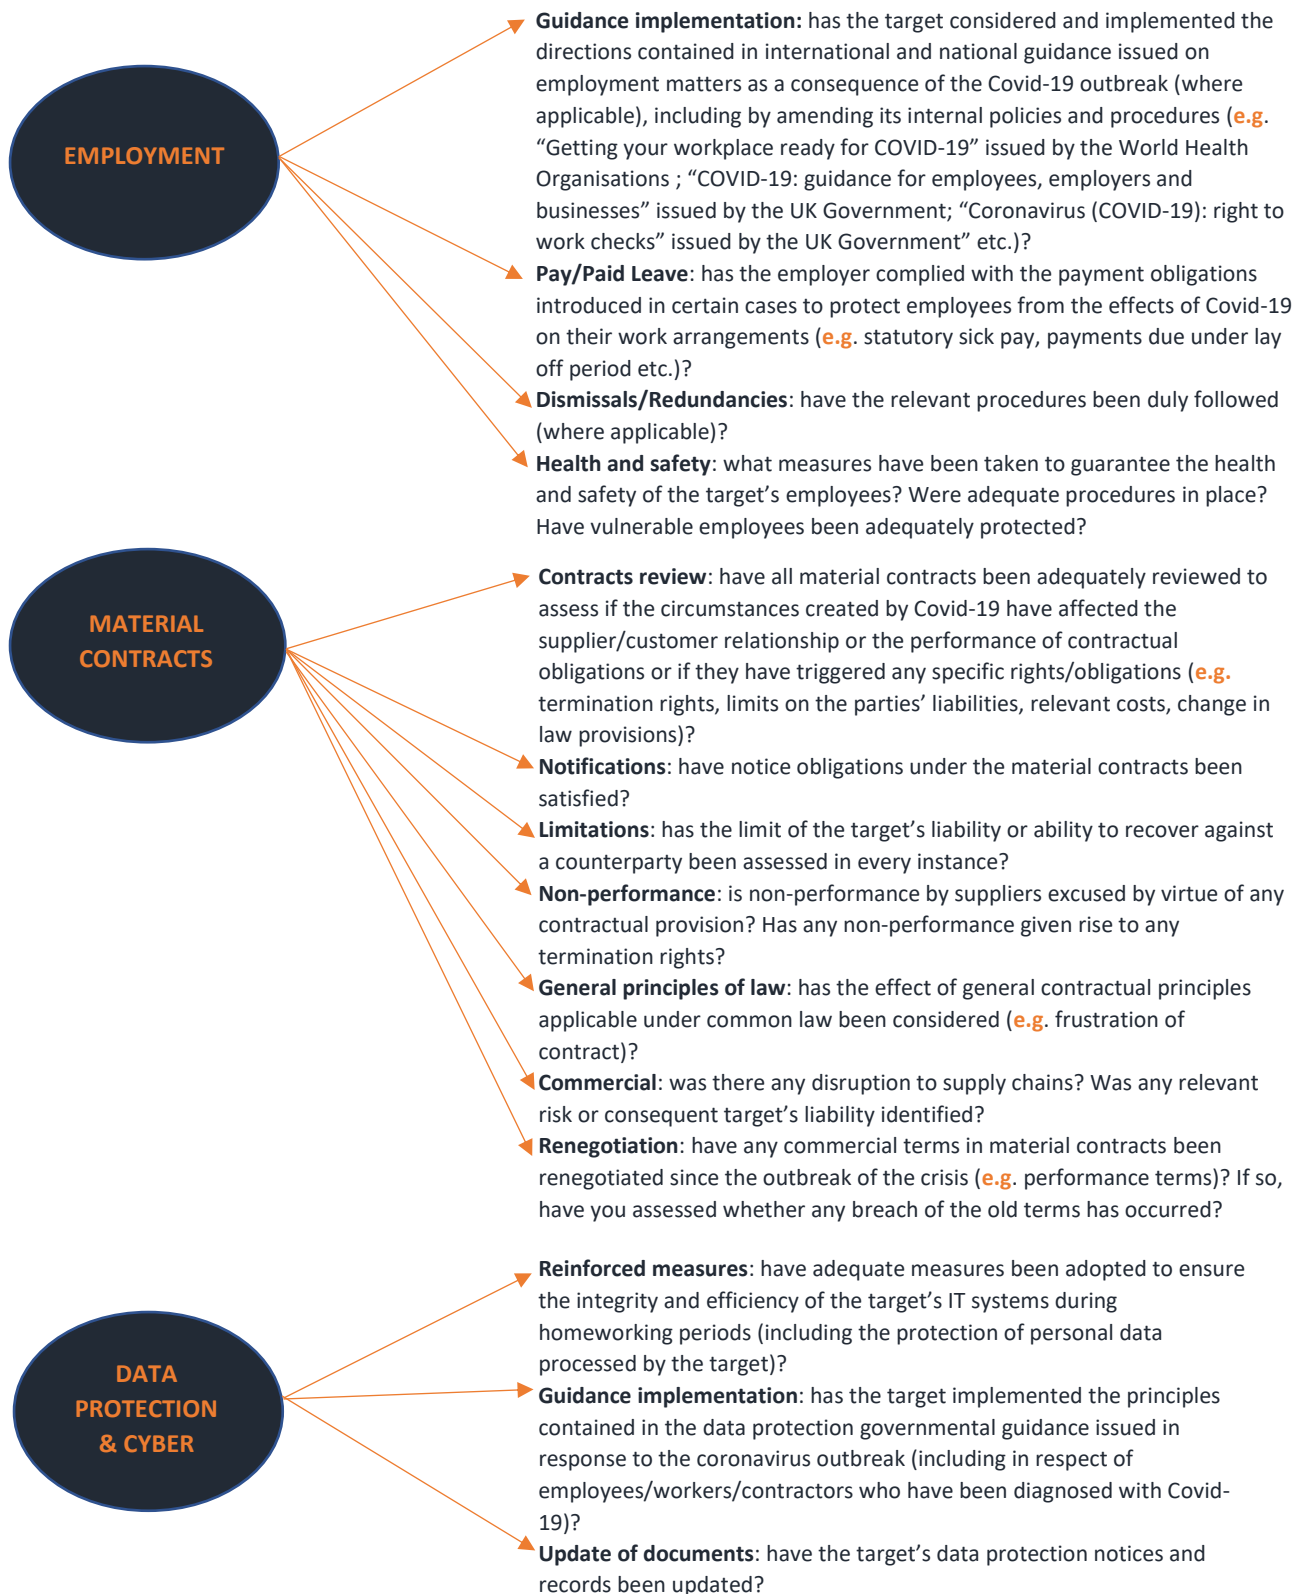 EMPLOYMENT
Guidance implementation: has the target considered and implemented the
directions contained in international and national guidance issued on
employment matters as a consequence of the Covid-19 outbreak (where
applicable), including by amending its internal policies and procedures (e.g.
“Getting your workplace ready for COVID-19” issued by the World Health
Organisations ; “COVID-19: guidance for employees, employers and
businesses” issued by the UK Government; “Coronavirus (COVID-19): right to
work checks” issued by the UK Government” etc.)?
Pay/Paid Leave: has the employer complied with the payment obligations
introduced in certain cases to protect employees from the effects of Covid-19
on their work arrangements (e.g. statutory sick pay, payments due under lay
off period etc.)?
Dismissals/Redundancies: have the relevant procedures been duly followed
(where applicable)?
Health and safety: what measures have been taken to guarantee the health
and safety of the target’s employees? Were adequate procedures in place?
Have vulnerable employees been adequately protected?
MATERIAL
CONTRACTS
Contracts review: have all material contracts been adequately reviewed to
assess if the circumstances created by Covid-19 have affected the
supplier/customer relationship or the performance of contractual
obligations or if they have triggered any specific rights/obligations (e.g.
termination rights, limits on the parties’ liabilities, relevant costs, change in
law provisions)?
Notifications: have notice obligations under the material contracts been
satisfied?
Limitations: has the limit of the target’s liability or ability to recover against
a counterparty been assessed in every instance?
Non-performance: is non-performance by suppliers excused by virtue of any
contractual provision? Has any non-performance given rise to any
termination rights?
General principles of law: has the effect of general contractual principles
applicable under common law been considered (e.g. frustration of
contract)?
Commercial: was there any disruption to supply chains? Was any relevant
risk or consequent target’s liability identified?
Renegotiation: have any commercial terms in material contracts been
renegotiated since the outbreak of the crisis (e.g. performance terms)? If so,
have you assessed whether any breach of the old terms has occurred?
DATA
PROTECTION
& CYBER
Reinforced measures: have adequate measures been adopted to ensure
the integrity and efficiency of the target’s IT systems during
homeworking periods (including the protection of personal data
processed by the target)?
Guidance implementation: has the target implemented the principles
contained in the data protection governmental guidance issued in
response to the coronavirus outbreak (including in respect of
employees/workers/contractors who have been diagnosed with Covid-
19)?
Update of documents: have the target’s data protection notices and
records been updated?